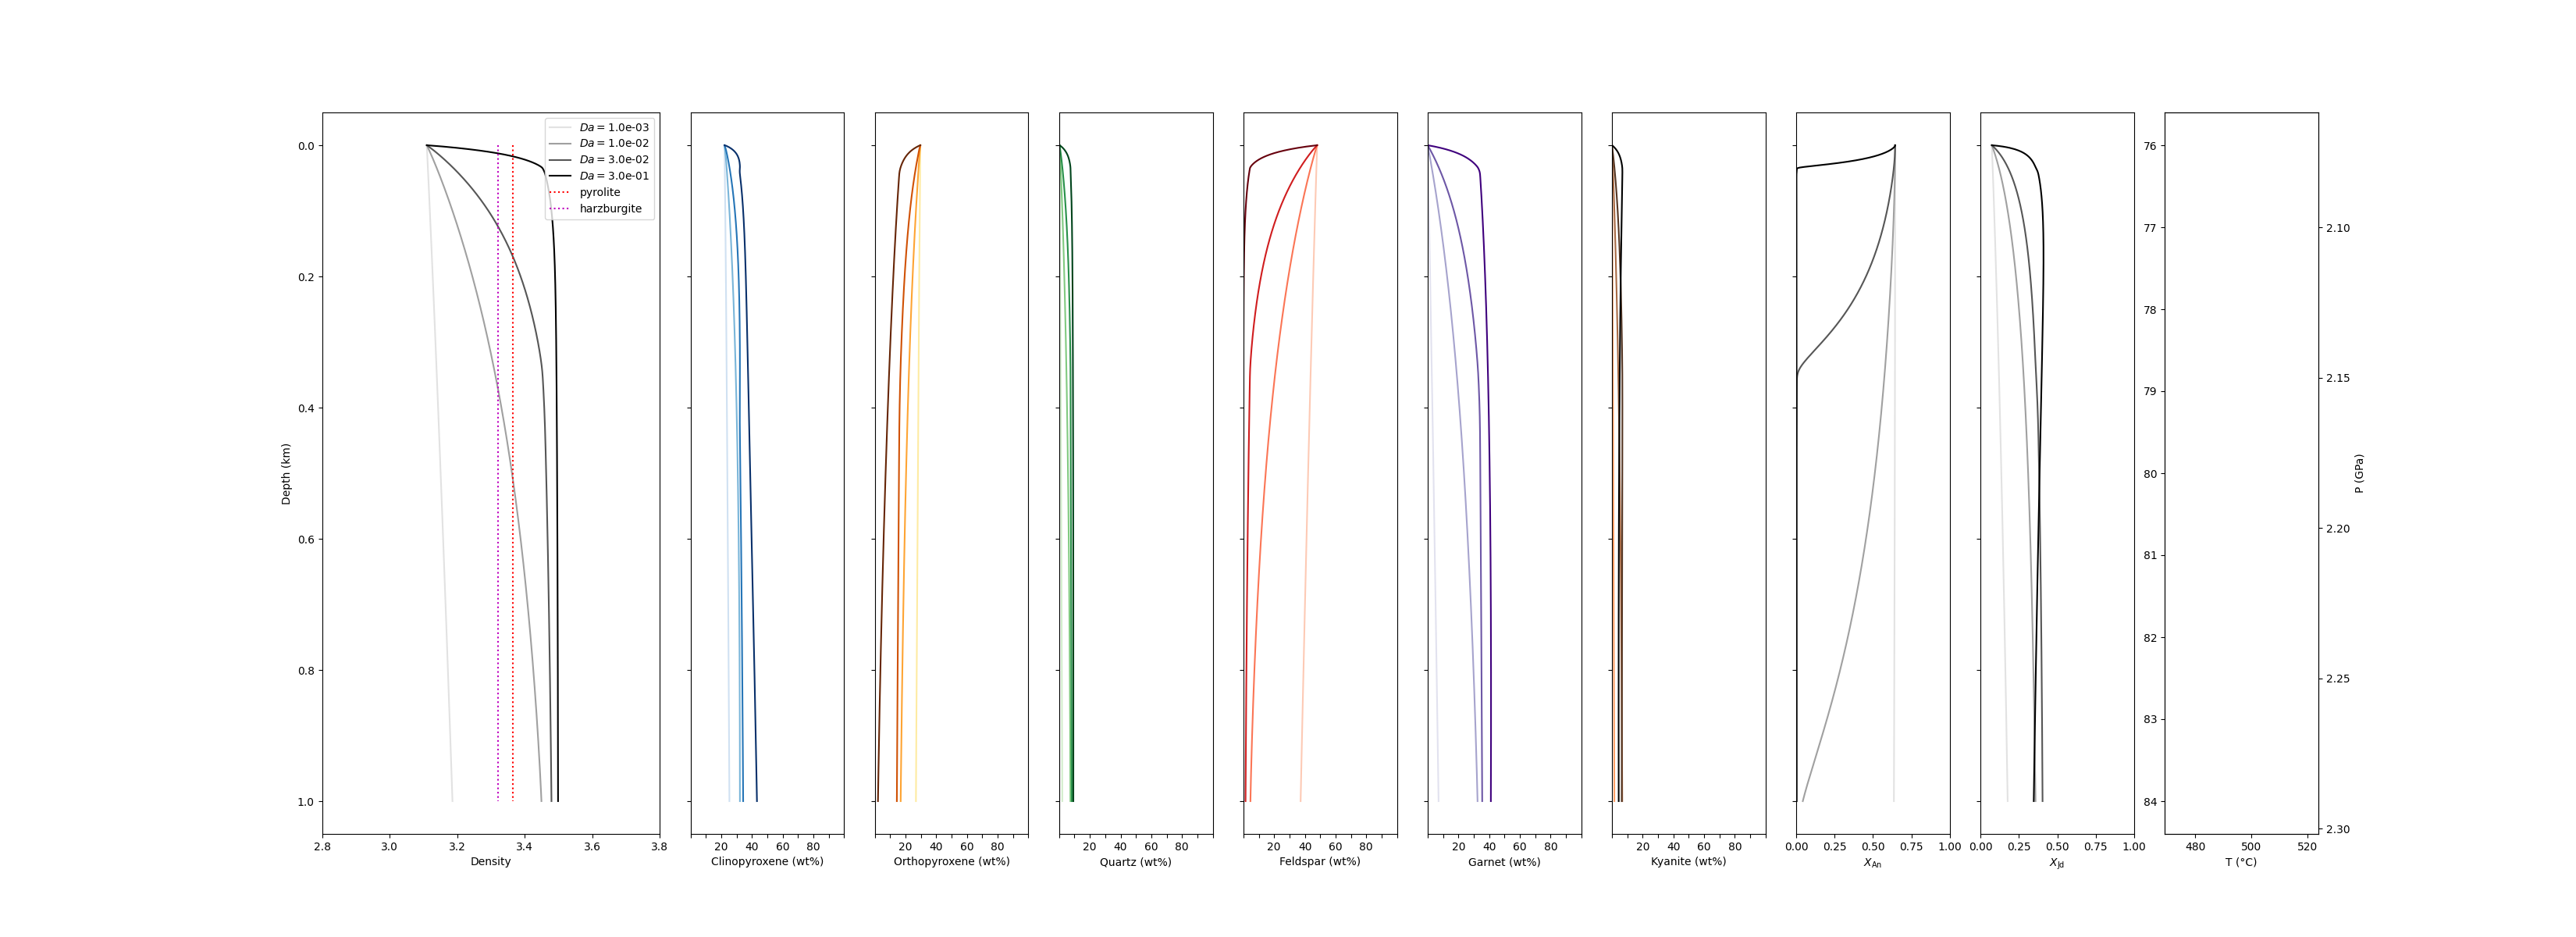 Da = 1.0e-03
Da = 1.0e-02
Da = 3.0e-02
Da = 3.0e-01
pyrolite
harzburgite
Depth (km)
0.0
0.2
0.4
0.6
0.8
1.0
2.8 3.0 3.2 3.4 3.6 3.8
Density
20 40 60 80
Clinopyroxene (wt%)
20 40 60 80
Orthopyroxene (wt%)
20 40 60 80
Quartz (wt%)
20 40 60 80
Feldspar (wt%)
20 40 60 80
Garnet (wt%)
20 40 60 80
Kyanite (wt%)
0.00 0.25 0.50 0.75 1.00
XAn
0.00 0.25 0.50 0.75 1.00
XJd
76
77
78
79
80
81
82
83
84
480 500 520
T (°C)
2.10
2.15
2.20
2.25
2.30
P (GPa)